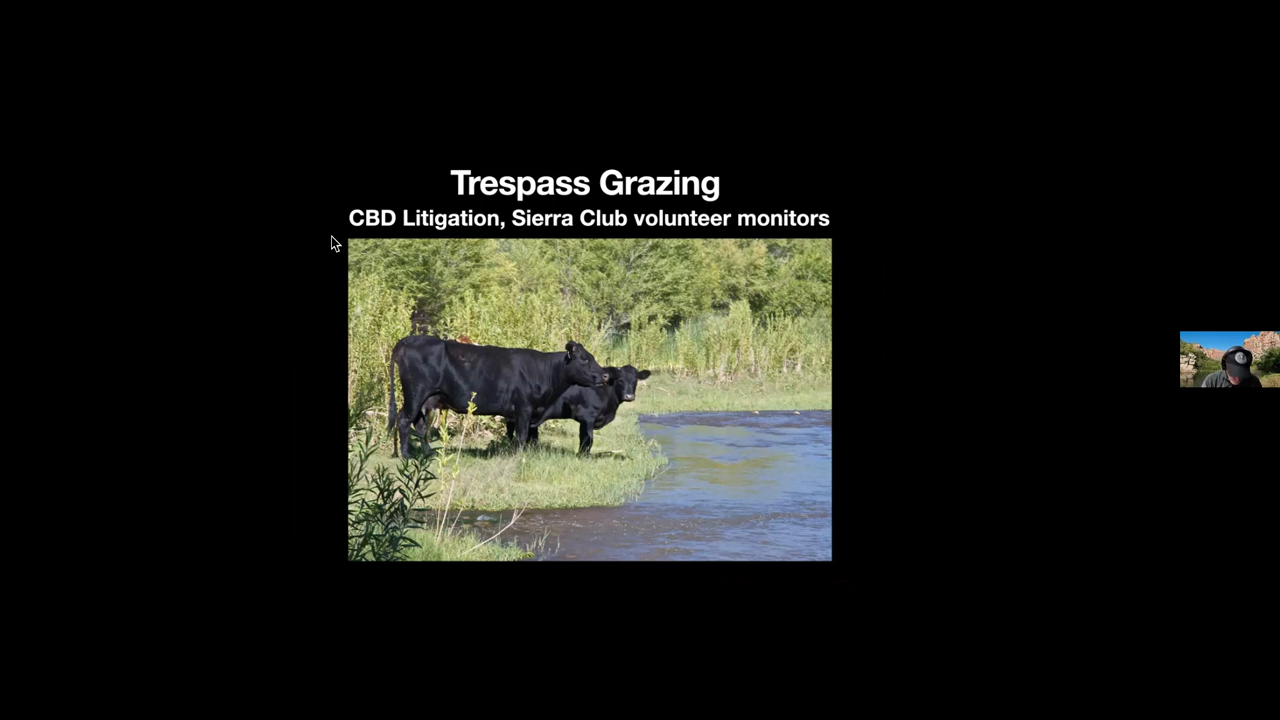 Trespass Grazing
CBD Litigation, Sierra Club volunteer monitors